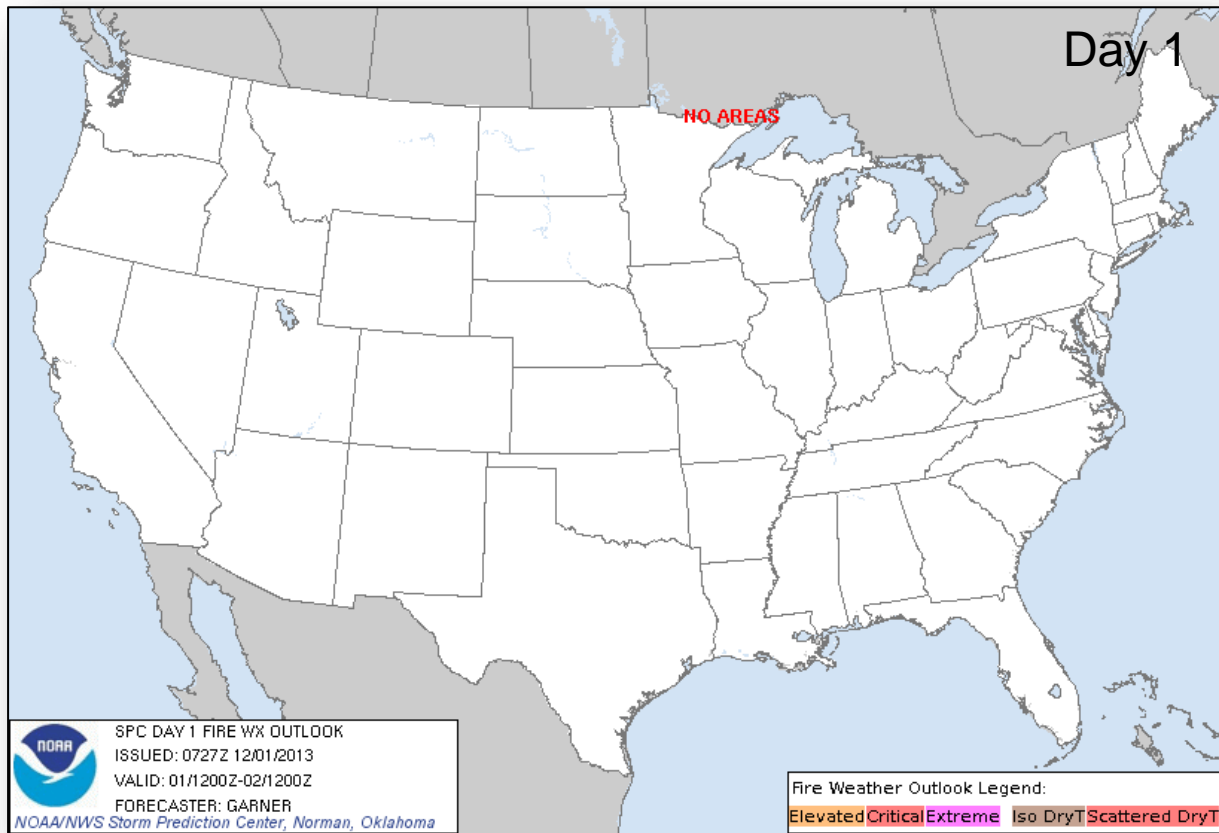 Day 1
NO AREAS
NOAA
SPC DAY 1 FIRE WX OUTLOOK
ISSUED: 0727Z 12/01/2013
VALID: 01/1200Z-02/1200Z
FORECASTER: GARNER
NOAA/NWS Storm Prediction Center, Norman, Oklahoma
Fire Weather Outlook Legend:
Elevated Critical Extreme Iso DryT Scattered DryT